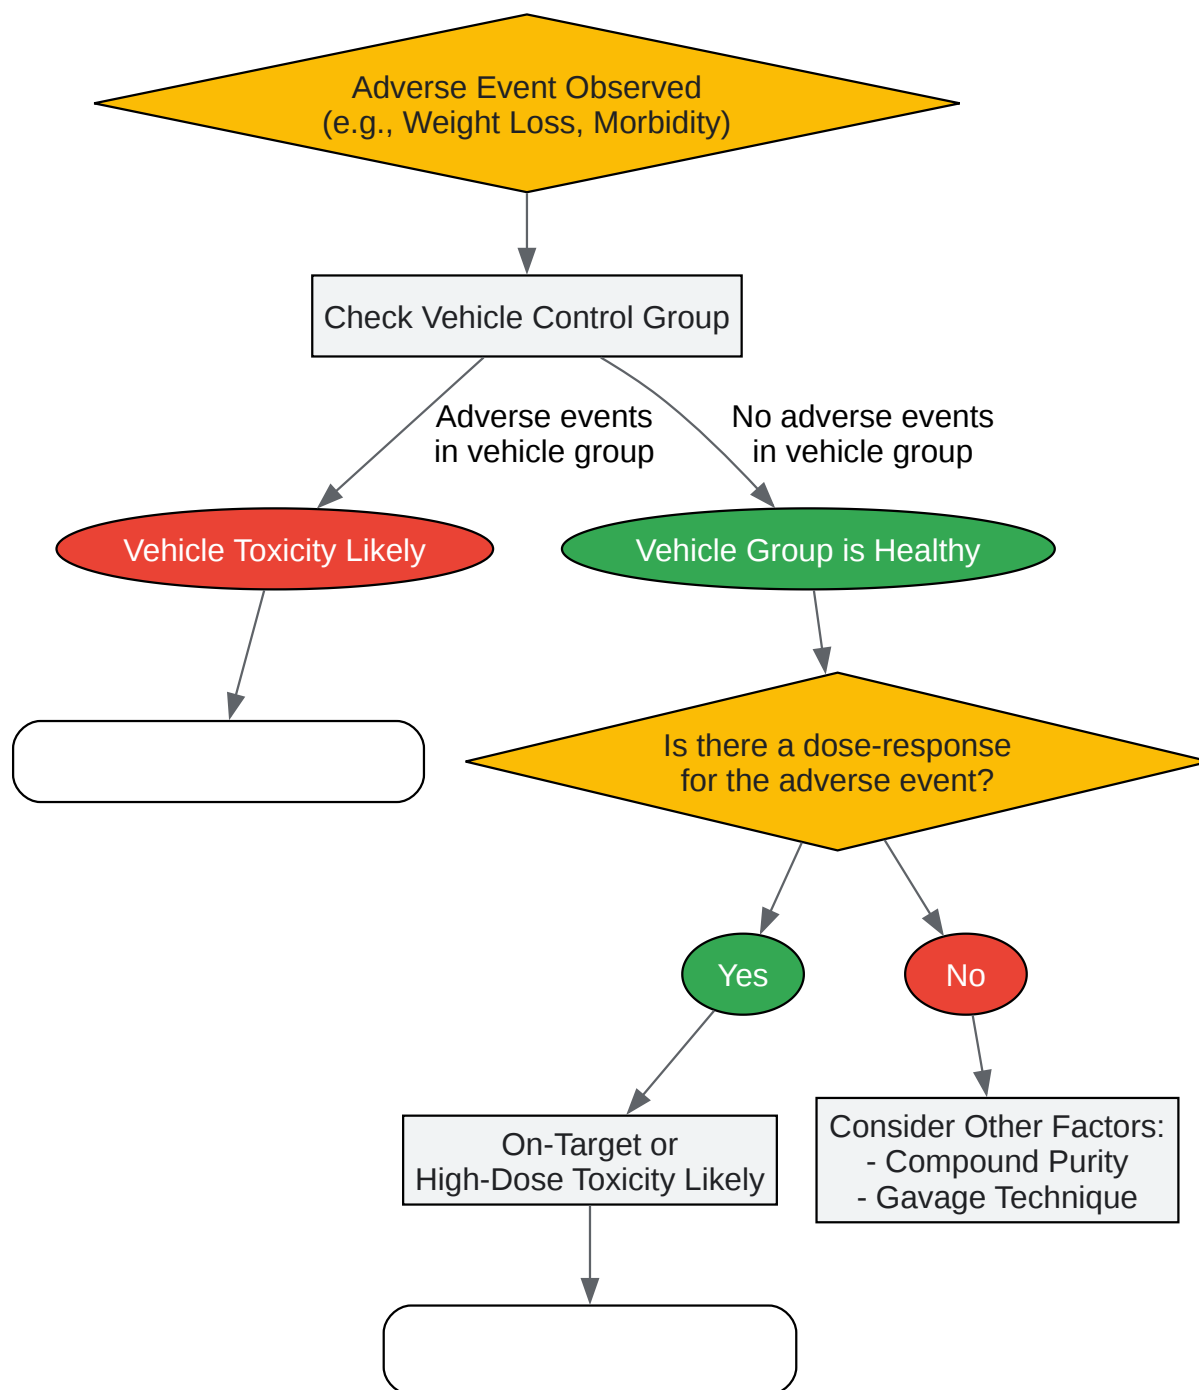 Adverse Event Observed
(e.g., Weight Loss, Morbidity)
Check Vehicle Control Group
Adverse events
in vehicle group
No adverse events
in vehicle group
Vehicle Toxicity Likely
Vehicle Group is Healthy
Is there a dose-response
for the adverse event?
Yes
No
On-Target or
High-Dose Toxicity Likely
Consider Other Factors:
- Compound Purity
- Gavage Technique